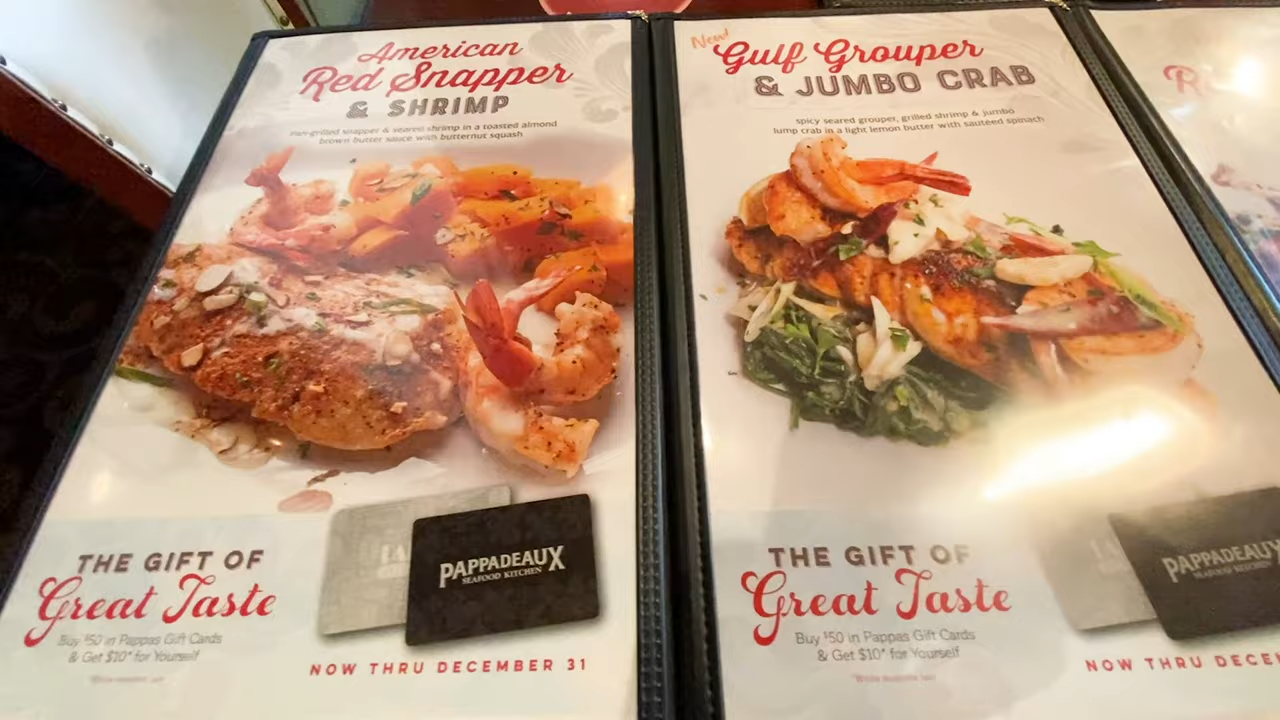 American
Red Snapper
& SHRIMP
Pan-grilled snapper & seared shrimp in a toasted almond
brown butter sauce with butternut squash
THE GIFT OF
Great Taste
Buy $50 in Pappas Gift Cards
& Get $10* for Yourself
PAPPADEAUX
SEAFOOD KITCHEN
NOW THRU DECEMBER 31
New!
Gulf Grouper
& JUMBO CRAB
spicy seared grouper, grilled shrimp & jumbo
lump crab in a light lemon butter with sautéed spinach
THE GIFT OF
Great Taste
Buy $50 in Pappas Gift Cards
& Get $10* for Yourself
PAPPADEAUX
SEAFOOD KITCHEN
NOW THRU DECE
R